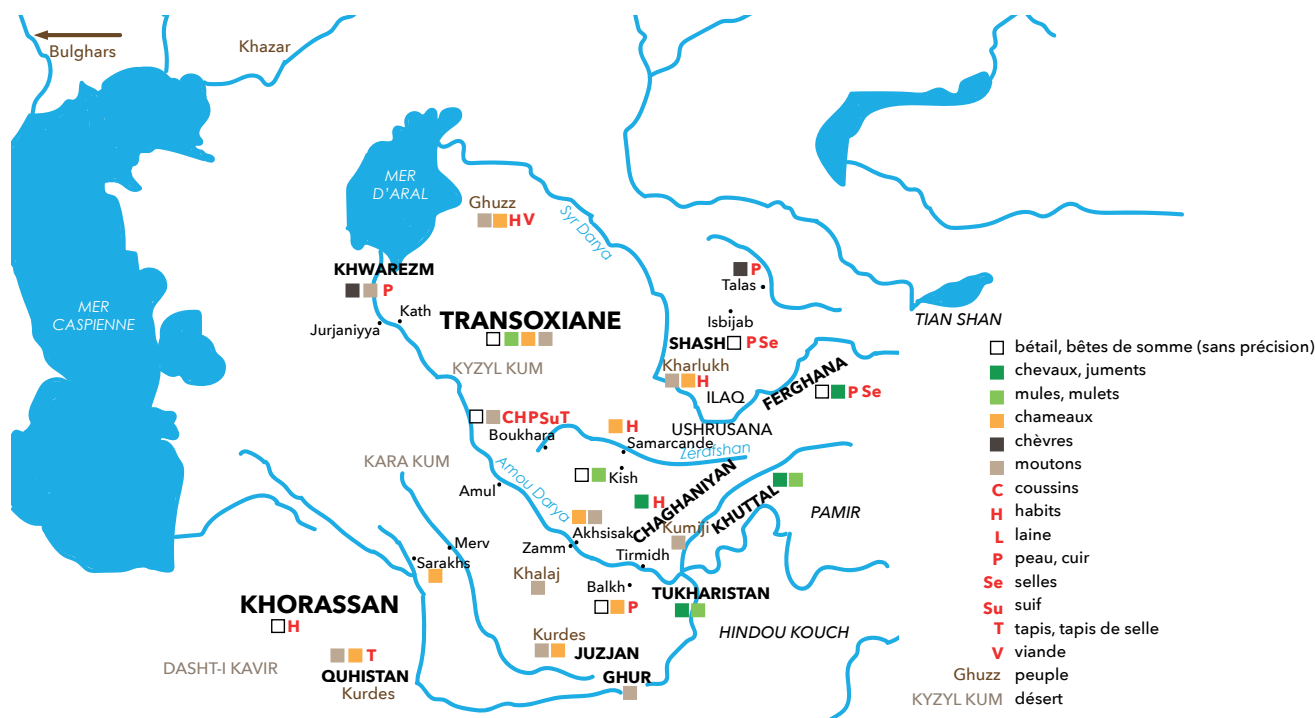 Bulghars
Khazar
MER
D'ARAL
Ghuzz
H V
Syr Darya
KHWAREZM
P
P
Talas
MER
CASPIENNE
Kath
Jurjaniyya
TRANSOXIANE
Isbijab
SHASH
P Se
TIAN SHAN
KYZYL KUM
Kharlukh
H
ILAQ
FERGHANA
P Se
C H P Su T
Boukhara
H
USHRUSANA
Samarcande
Zerafshan
KARA KUM
Kish
Amul
Amou Darya
H
CHAGHANIYAN
KHUTTAL
PAMIR
Akhsisak
Kumiji
Zamm
Merv
Tirmidh
Sarakhs
Khalaj
Balkh
P
TUKHARISTAN
KHORASSAN
H
HINDOU KOUCH
Kurdes
JUZJAN
DASHT-I KAVIR
T
QUHISTAN
Kurdes
GHUR
bétail, bêtes de somme (sans précision)
chevaux, juments
mules, mulets
chameaux
chèvres
moutons
C coussins
H habits
L laine
P peau, cuir
Se selles
Su suif
T tapis, tapis de selle
V viande
Ghuzz peuple
KYZYL KUM désert